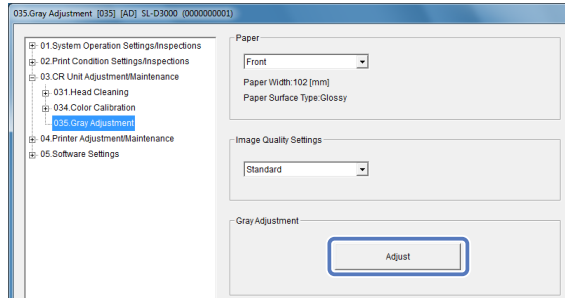 035.Gray Adjustment [035] [AD] SL-D3000 (0000000001)
01.System Operation Settings/Inspections
02.Print Condition Settings/Inspections
03.CR Unit Adjustment/Maintenance
031.Head Cleaning
034.Color Calibration
035.Gray Adjustment
04.Printer Adjustment/Maintenance
05.Software Settings
Paper
Front
Paper Width:102 [mm]
Paper Surface Type:Glossy
Image Quality Settings
Standard
Gray Adjustment
Adjust